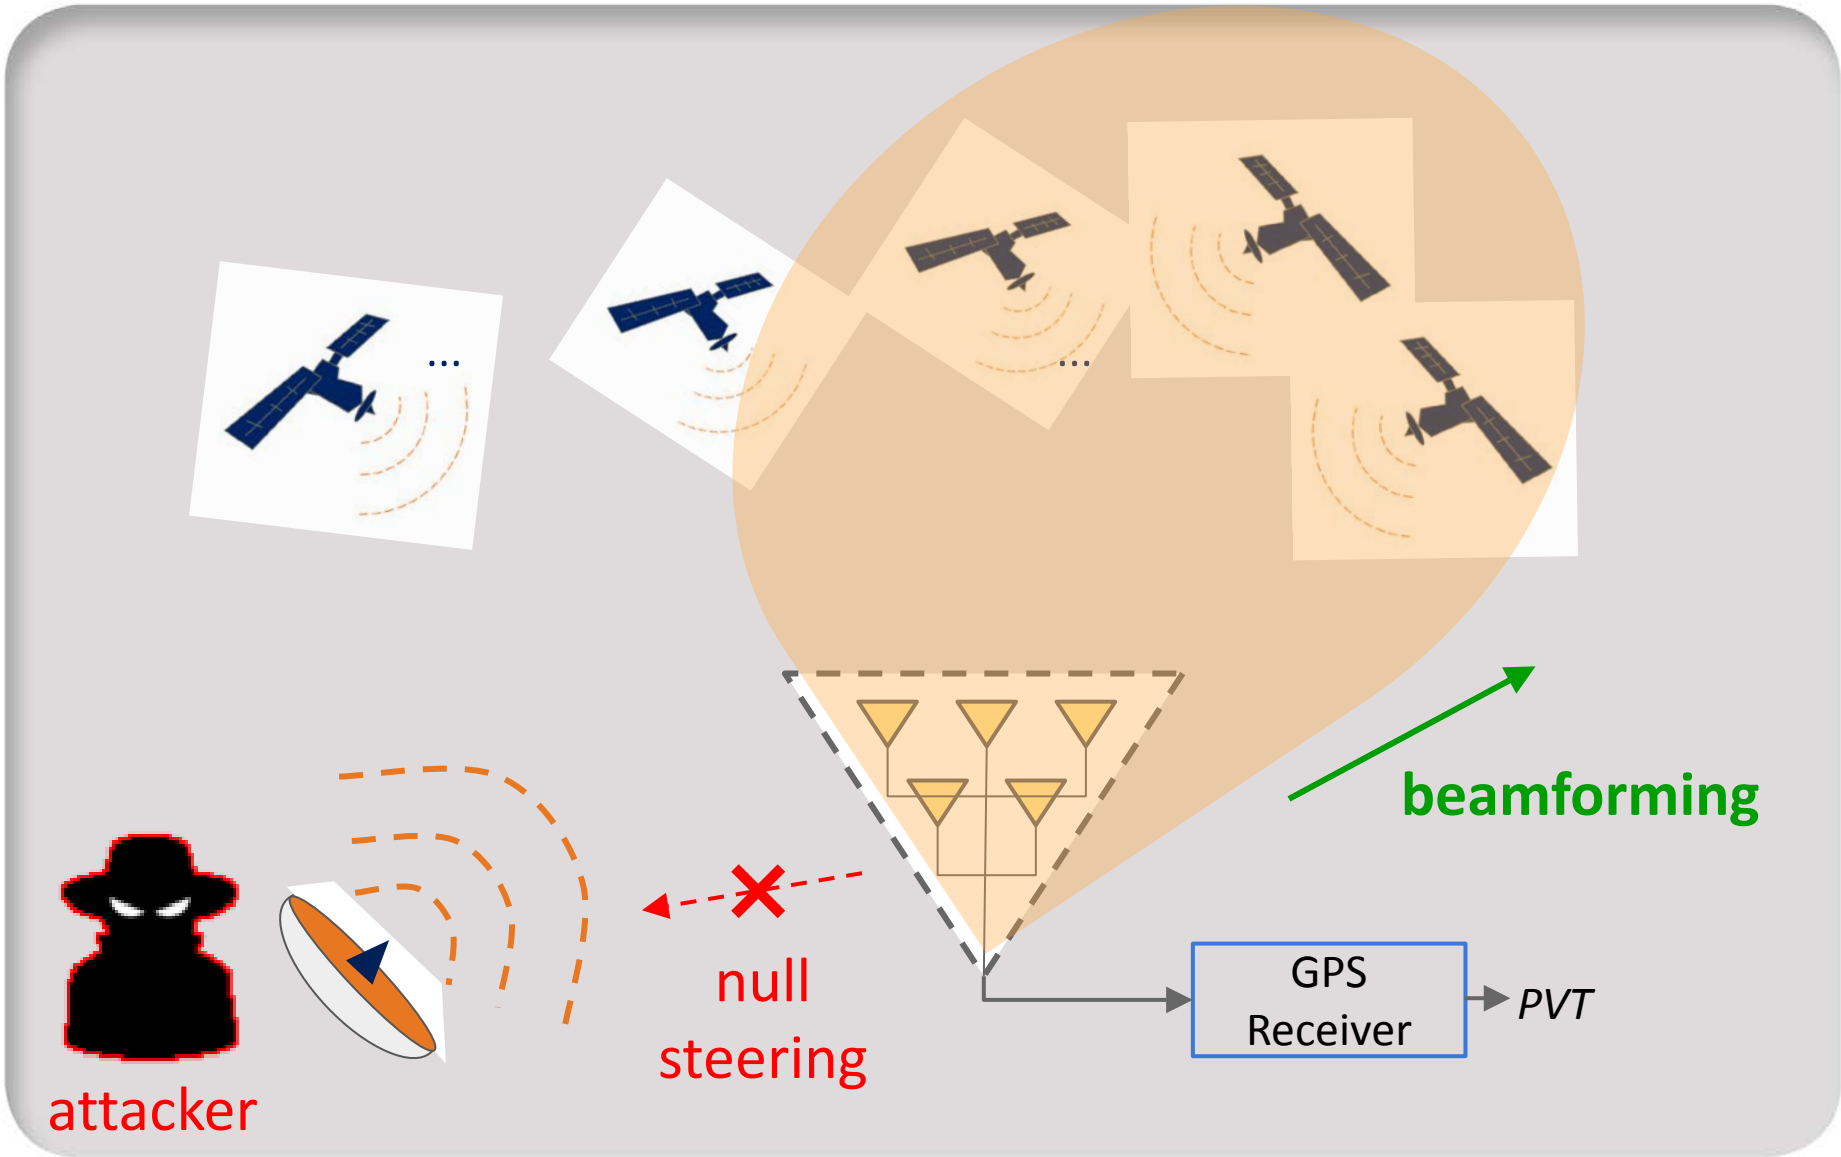 ...
...
beamforming
null
steering
GPS
Receiver
PVT
attacker